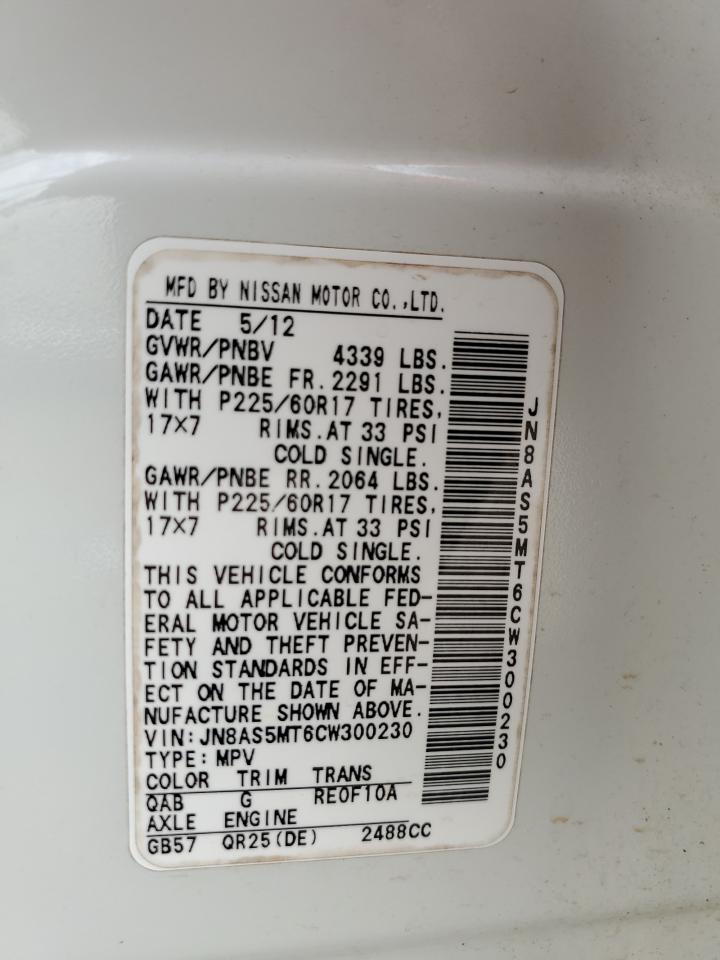 MFD BY NISSAN MOTOR CO.,LTD.
DATE 5/12
GVWR/PNBV 4339 LBS.
GAWR/PNBE FR.2291 LBS.
WITH P225/60R17 TIRES,
17×7 RIMS.AT 33 PSI
COLD SINGLE.
GAWR/PNBE RR.2064 LBS.
WITH P225/60R17 TIRES,
17×7 RIMS.AT 33 PSI
COLD SINGLE.
THIS VEHICLE CONFORMS
TO ALL APPLICABLE FED-
ERAL MOTOR VEHICLE SA-
FETY AND THEFT PREVEN-
TION STANDARDS IN EFF-
ECT ON THE DATE OF MA-
NUFACTURE SHOWN ABOVE.
VIN:JN8AS5MT6CW300230
TYPE:MPV
COLOR TRIM TRANS
QAB G RE0F10A
AXLE ENGINE
GB57 QR25(DE) 2488CC
JN8AS5MT6CW300230